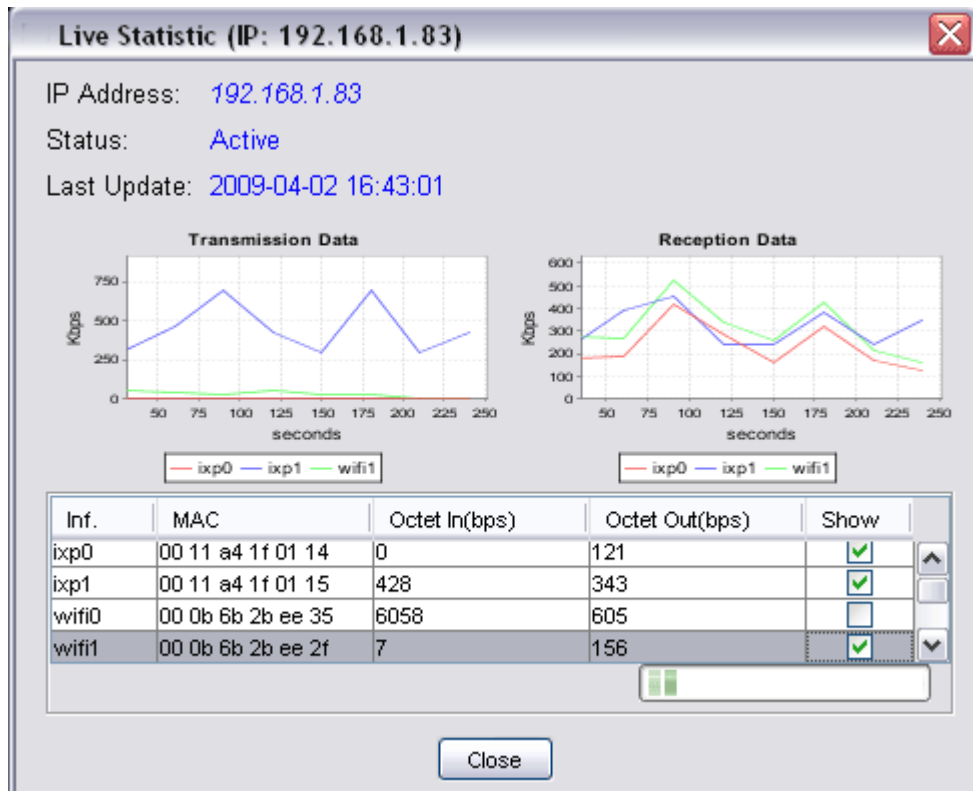 Live Statistic (IP: 192.168.1.83)
IP Address: 192.168.1.83
Status: Active
Last Update: 2009-04-02 16:43:01
Transmission Data
750
500
250
0
Kbps
50 75 100 125 150 175 200 225 250
seconds
ixp0 ixp1 wifi1
Reception Data
600
500
400
300
200
100
0
Kbps
50 75 100 125 150 175 200 225 250
seconds
ixp0 ixp1 wifi1
Inf. MAC Octet In(bps) Octet Out(bps) Show
ixp0 00 11 a4 1f 01 14 0 121
ixp1 00 11 a4 1f 01 15 428 343
wifi0 00 0b 6b 2b ee 35 6058 605
wifi1 00 0b 6b 2b ee 2f 7 156
Close